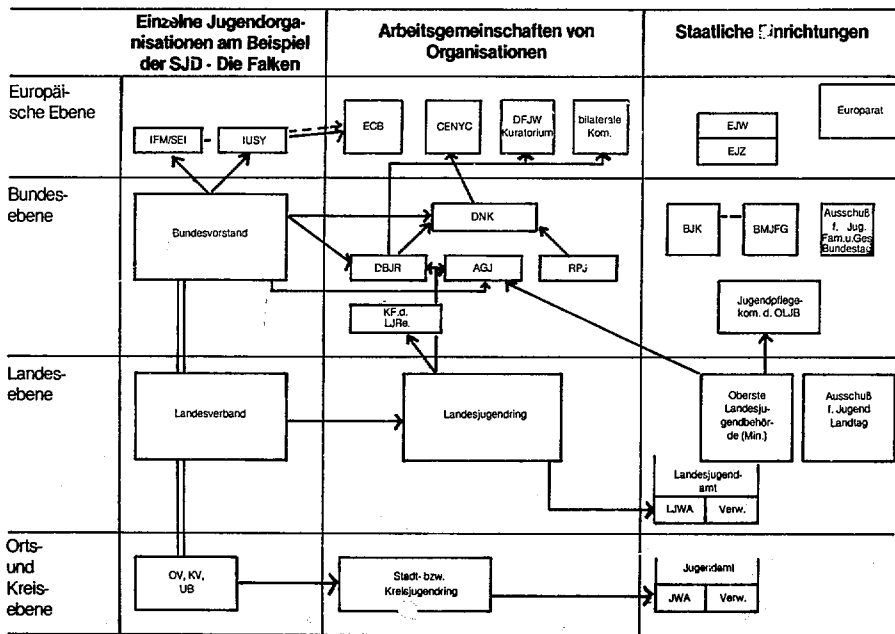 Einzelne Jugendorga-
nisationen am Beispiel
der SJD - Die Falken
Arbeitsgemeinschaften von
Organisationen
Staatliche Einrichtungen
Europäi-
sche Ebene
IFM/SEI
IUSY
ECB
CENYC
DFJW
Kuratorium
bilaterale
Kom.
EJW
EJZ
Europarat
Bundes-
ebene
Bundesvorstand
DNK
DBJR
AGJ
RPJ
KF.d.
LJRe.
BJK
BMJFG
Ausschuß
f. Jug.
Fam.u.Ges
Bundestag
Jugendpflege-
kom. d. OLJB
Landes-
ebene
Landesverband
Landesjugendring
Oberste
Landesju-
gendbehör-
de (Min.)
Ausschuß
f. Jugend
Landtag
Landesjugend-
amt
LJWA
Verw.
Orts-
und
Kreis-
ebene
OV, KV,
UB
Stadt- bzw.
Kreisjugendring
Jugendamt
JWA
Verw.